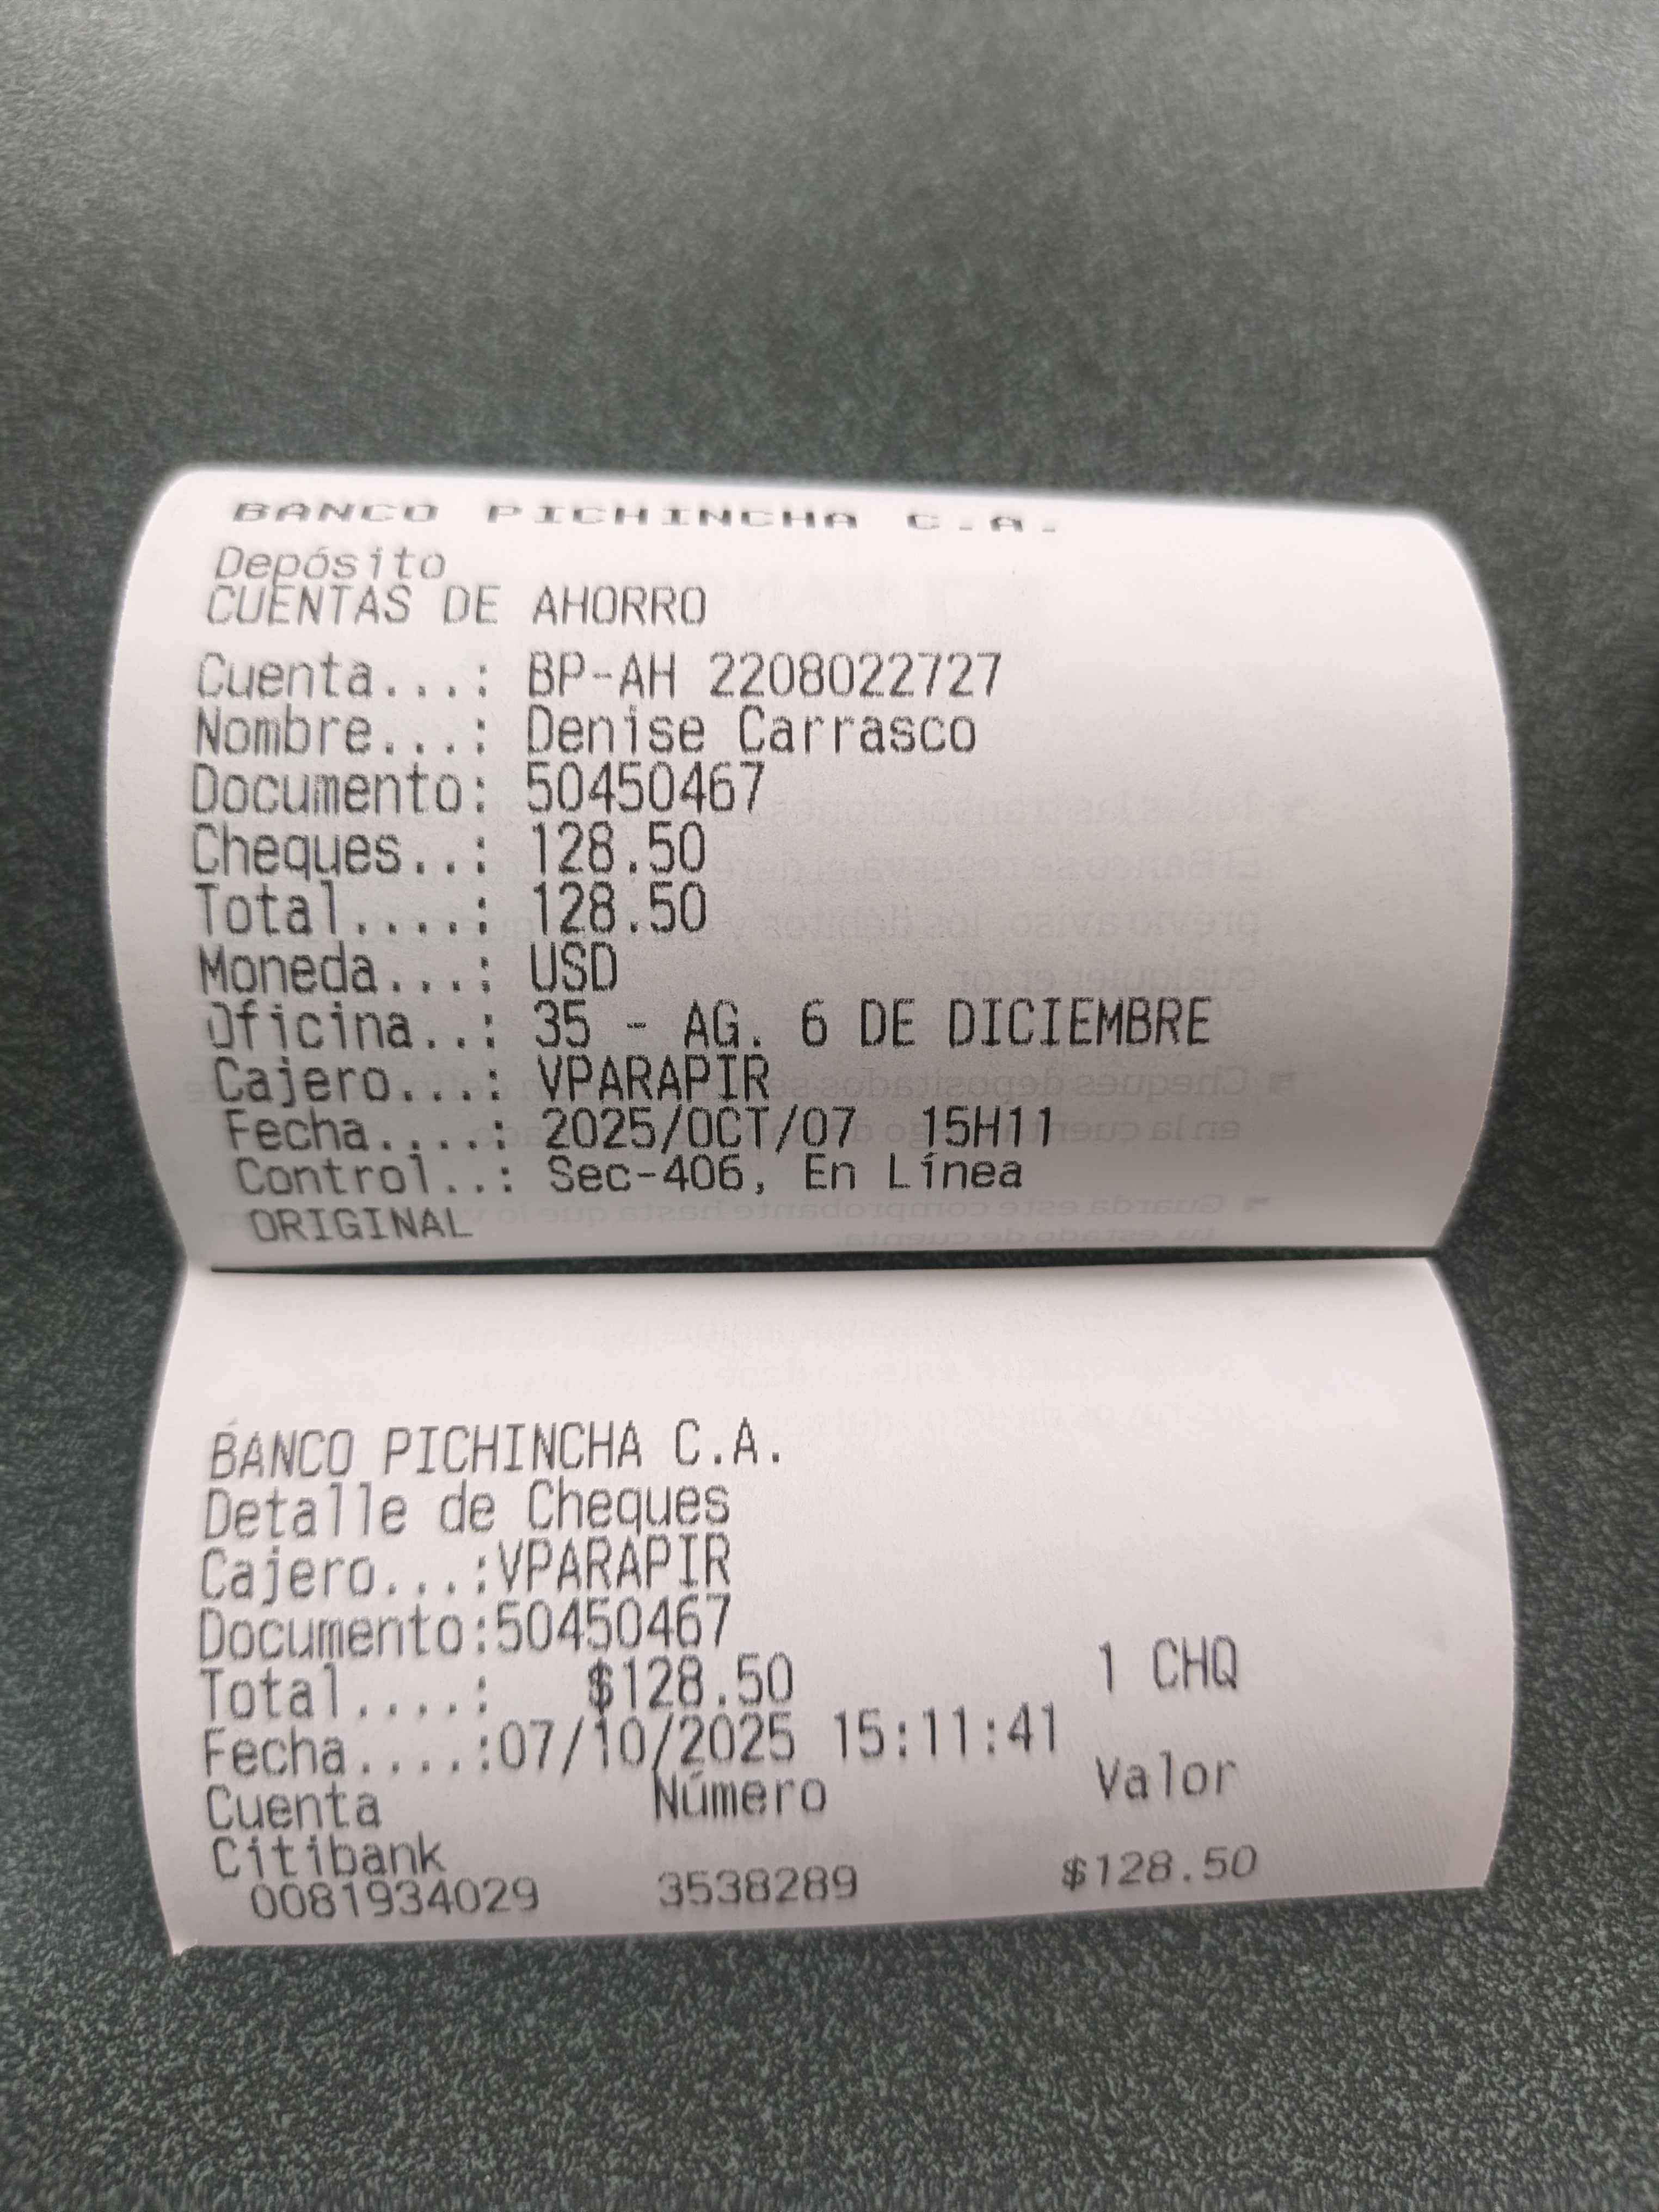 BANCO PICHINCHA C.A.
Depósito
CUENTAS DE AHORRO
Cuenta...: BP-AH 2208022727
Nombre...: Denise Carrasco
Documento: 50450467
Cheques..: 128.50
Total....: 128.50
Moneda...: USD
Oficina..: 35 - AG. 6 DE DICIEMBRE
Cajero...: VPARAPIR
Fecha....: 2025/OCT/07 15H11
Control..: Sec-406, En Línea
ORIGINAL
BANCO PICHINCHA C.A.
Detalle de Cheques
Cajero...:VPARAPIR
Documento:50450467
Total....: $128.50 1 CHQ
Fecha....:07/10/2025 15:11:41
Cuenta Número Valor
Citibank
0081934029 3538289 $128.50